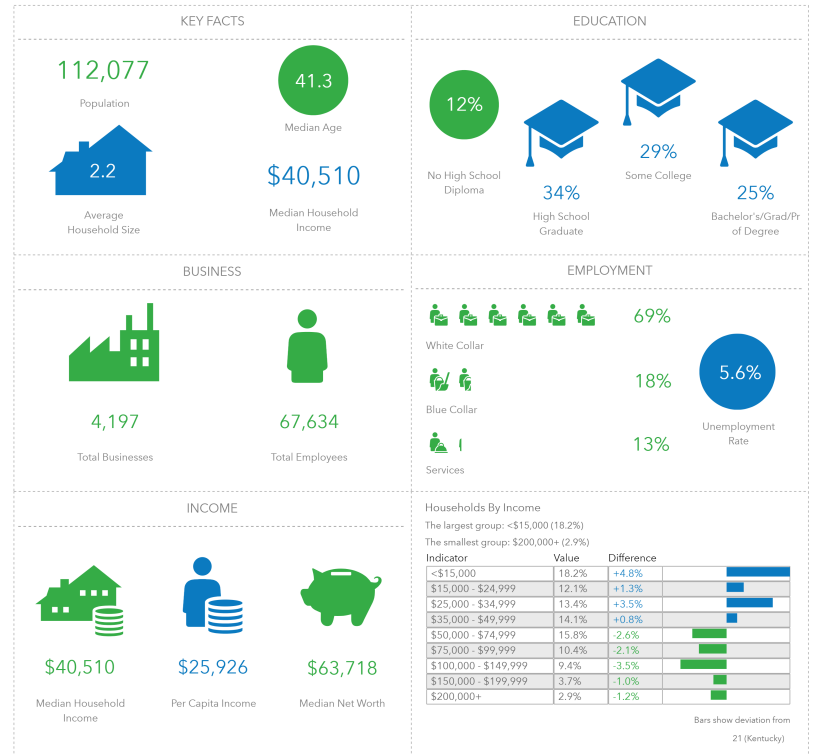 KEY FACTS
112,077
Population
41.3
Median Age
2.2
Average
Household Size
$40,510
Median Household
Income
EDUCATION
12%
No High School
Diploma
34%
High School
Graduate
29%
Some College
25%
Bachelor's/Grad/Pr
of Degree
BUSINESS
4,197
Total Businesses
67,634
Total Employees
EMPLOYMENT
69%
White Collar
18%
Blue Collar
13%
Services
5.6%
Unemployment
Rate
INCOME
$40,510
Median Household
Income
$25,926
Per Capita Income
$63,718
Median Net Worth
Households By Income
The largest group: <$15,000 (18.2%)
The smallest group: $200,000+ (2.9%)
Indicator Value Difference
<$15,000 18.2% +4.8%
$15,000 - $24,999 12.1% +1.3%
$25,000 - $34,999 13.4% +3.5%
$35,000 - $49,999 14.1% +0.8%
$50,000 - $74,999 15.8% -2.6%
$75,000 - $99,999 10.4% -2.1%
$100,000 - $149,999 9.4% -3.5%
$150,000 - $199,999 3.7% -1.0%
$200,000+ 2.9% -1.2%
Bars show deviation from
21 (Kentucky)